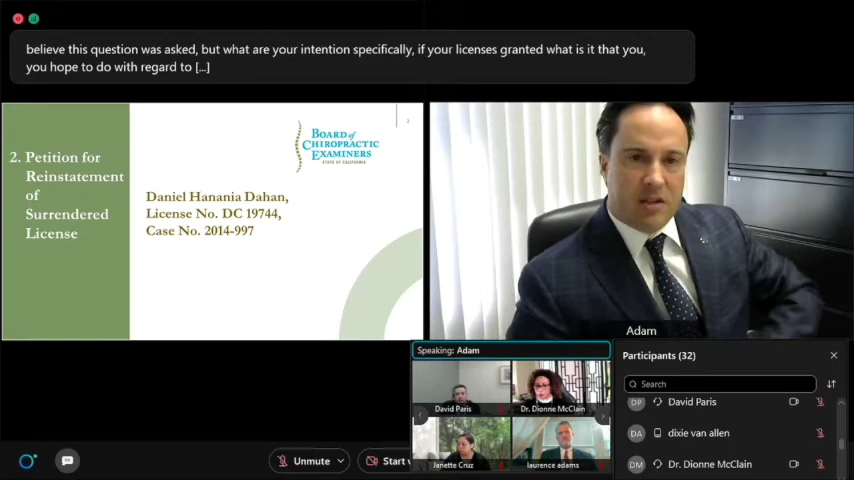 believe this question was asked, but what are your intention specifically, if your licenses granted what is it that you,
you hope to do with regard to [...]
2. Petition for
Reinstatement
of
Surrendered
License
BOARD of
CHIROPRACTIC
EXAMINERS
STATE OF CALIFORNIA
Daniel Hanania Dahan,
License No. DC 19744,
Case No. 2014-997
Adam
Speaking: Adam
David Paris
Dr. Dionne McClain
Janette Cruz
laurence adams
Participants (32)
Search
DP David Paris
DA dixie van allen
DM Dr. Dionne McClain
Unmute
Start v